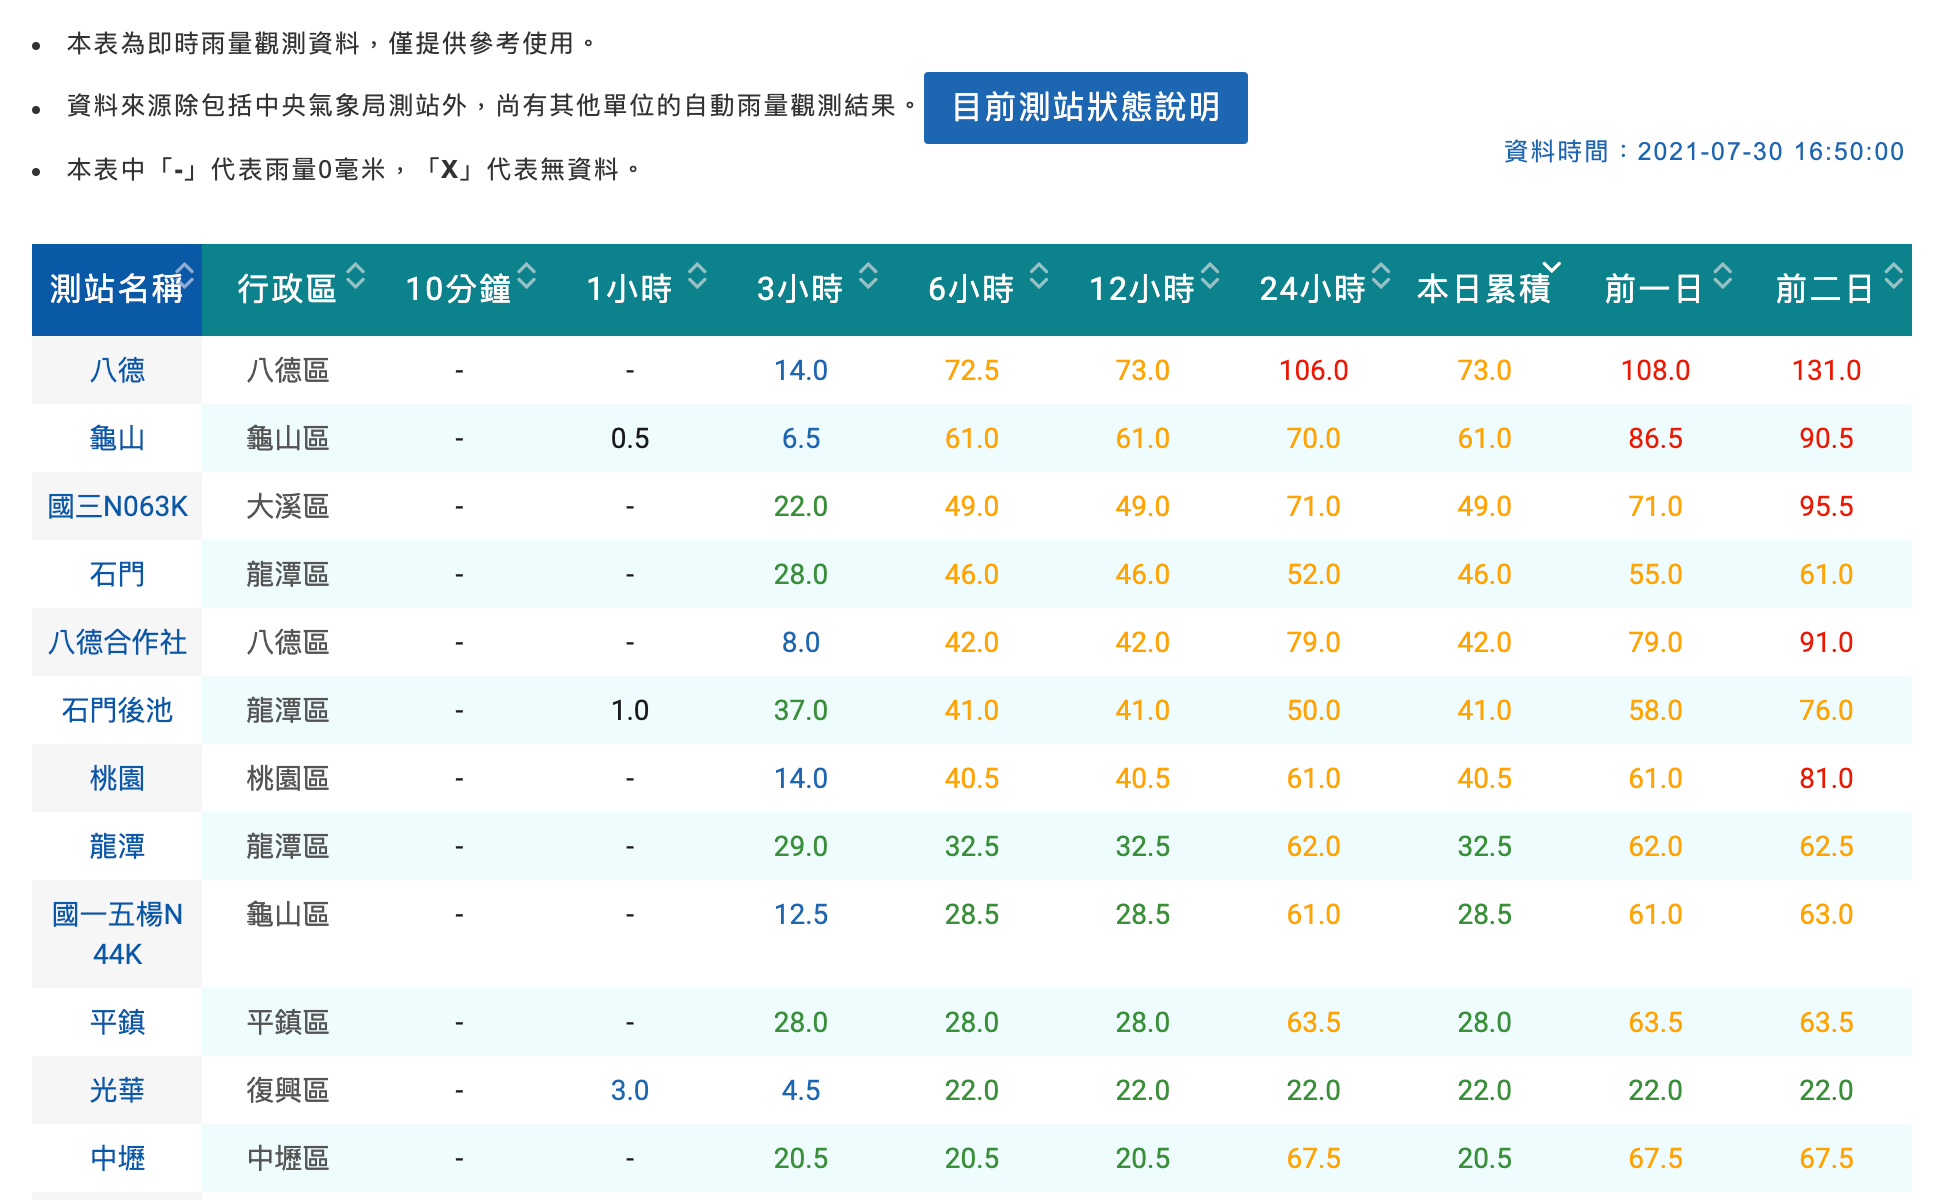 本表為即時雨量觀測資料，僅提供參考使用。
資料來源除包括中央氣象局測站外，尚有其他單位的自動雨量觀測結果。 目前測站狀態說明
本表中「-」代表雨量0毫米，「X」代表無資料。
資料時間：2021-07-30 16:50:00
測站名稱 行政區 10分鐘 1小時 3小時 6小時 12小時 24小時 本日累積 前一日 前二日
八德 八德區 - - 14.0 72.5 73.0 106.0 73.0 108.0 131.0
龜山 龜山區 - 0.5 6.5 61.0 61.0 70.0 61.0 86.5 90.5
國三N063K 大溪區 - - 22.0 49.0 49.0 71.0 49.0 71.0 95.5
石門 龍潭區 - - 28.0 46.0 46.0 52.0 46.0 55.0 61.0
八德合作社 八德區 - - 8.0 42.0 42.0 79.0 42.0 79.0 91.0
石門後池 龍潭區 - 1.0 37.0 41.0 41.0 50.0 41.0 58.0 76.0
桃園 桃園區 - - 14.0 40.5 40.5 61.0 40.5 61.0 81.0
龍潭 龍潭區 - - 29.0 32.5 32.5 62.0 32.5 62.0 62.5
國一五楊N 龜山區 - - 12.5 28.5 28.5 61.0 28.5 61.0 63.0
44K
平鎮 平鎮區 - - 28.0 28.0 28.0 63.5 28.0 63.5 63.5
光華 復興區 - 3.0 4.5 22.0 22.0 22.0 22.0 22.0 22.0
中壢 中壢區 - - 20.5 20.5 20.5 67.5 20.5 67.5 67.5